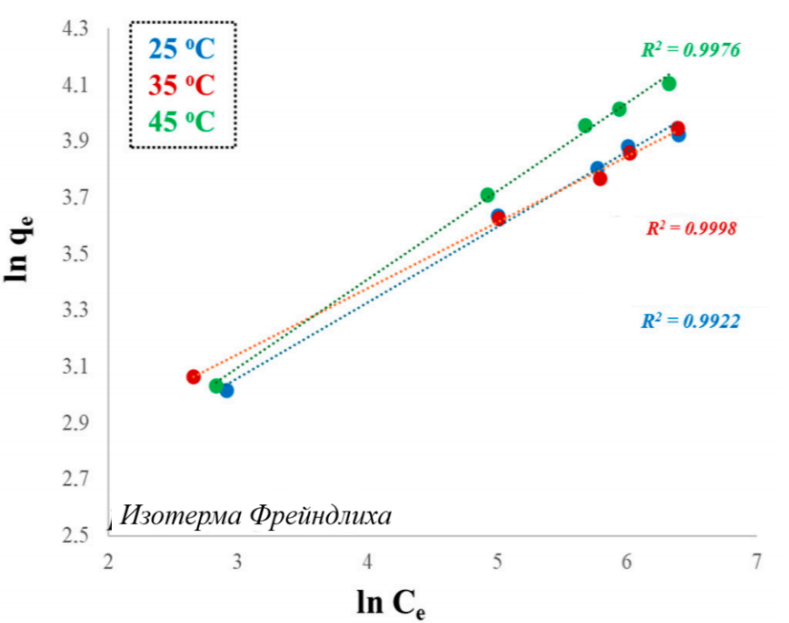 4.3
4.1
3.9
3.7
3.5
3.3
3.1
2.9
2.7
2.5
ln qₑ
25 ⁰C
35 ⁰C
45 ⁰C
R² = 0.9976
R² = 0.9998
R² = 0.9922
Изотерма Фрейндлиха
2 3 4 5 6 7
ln Cₑ